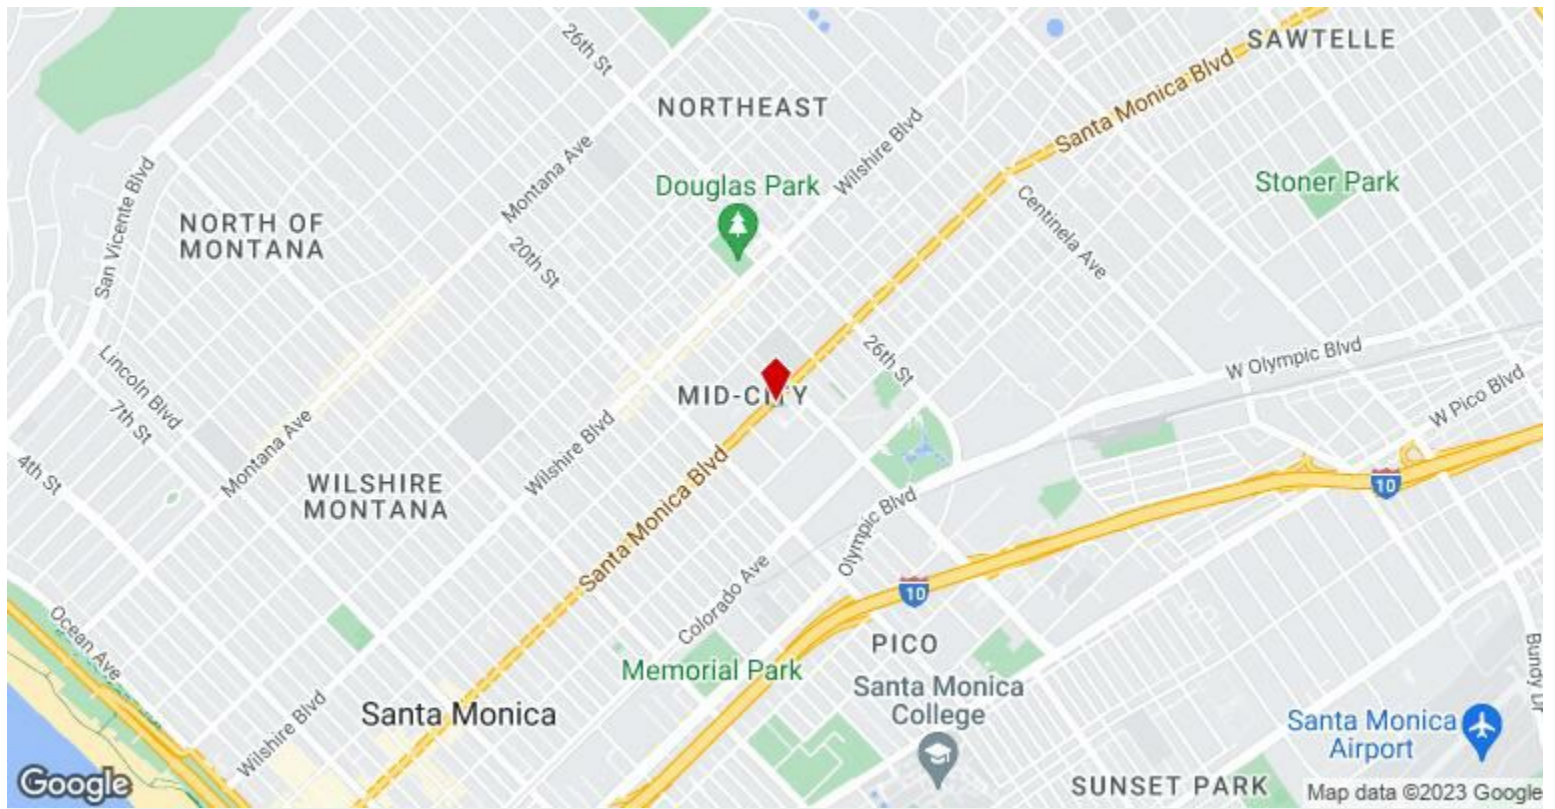 26th St
SAWTELLE
Santa Monica Blvd
NORTHEAST
Wilshire Blvd
Montana Ave
Douglas Park
Stoner Park
San Vicente Blvd
NORTH OF
MONTANA
20th St
Centinela Ave
26th St
W Olympic Blvd
Lincoln Blvd
7th St
MID-CITY
W Pico Blvd
Montana Ave
Wilshire Blvd
4th St
WILSHIRE
MONTANA
Santa Monica Blvd
Olympic Blvd
10
Colorado Ave
10
Ocean Ave
PICO
Memorial Park
Bundy Dr
Santa Monica
College
Santa Monica
Wilshire Blvd
Santa Monica
Airport
SUNSET PARK
Google
Map data ©2023 Google